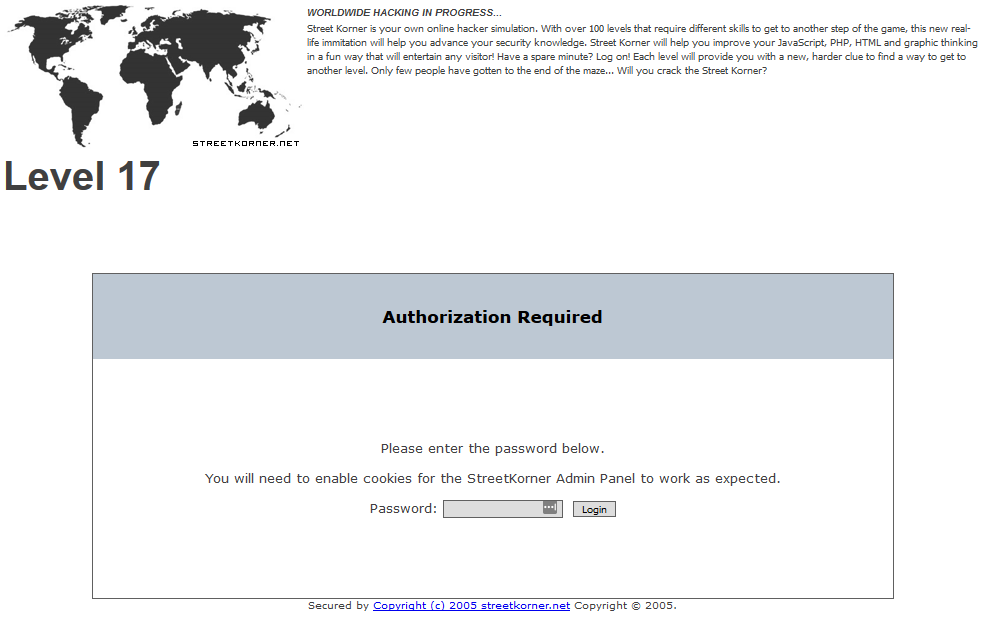 WORLDWIDE HACKING IN PROGRESS...
Street Korner is your own online hacker simulation. With over 100 levels that require different skills to get to another step of the game, this new real-
life immitation will help you advance your security knowledge. Street Korner will help you improve your JavaScript, PHP, HTML and graphic thinking
in a fun way that will entertain any visitor! Have a spare minute? Log on! Each level will provide you with a new, harder clue to find a way to get to
another level. Only few people have gotten to the end of the maze... Will you crack the Street Korner?
STREETKORNER.NET
Level 17
Authorization Required
Please enter the password below.
You will need to enable cookies for the StreetKorner Admin Panel to work as expected.
Password: Login
Secured by Copyright (c) 2005 streetkorner.net Copyright © 2005.